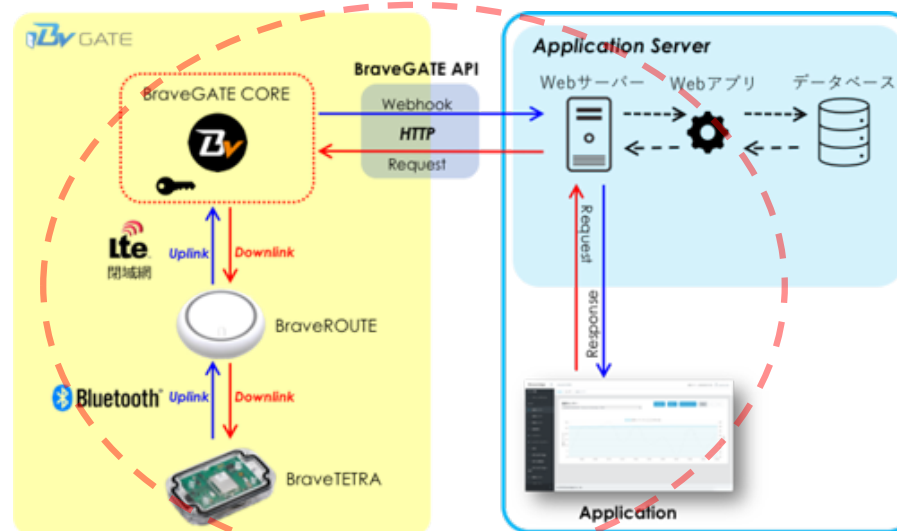 Bv GATE
BraveGATE CORE
Bv
BraveGATE API
Webhook
HTTP
Request
Application Server
Webサーバー
Webアプリ
データベース
Lte
閉域網
Uplink
Downlink
BraveROUTE
Request
Response
Bluetooth
Uplink
Downlink
BraveTETRA
Application